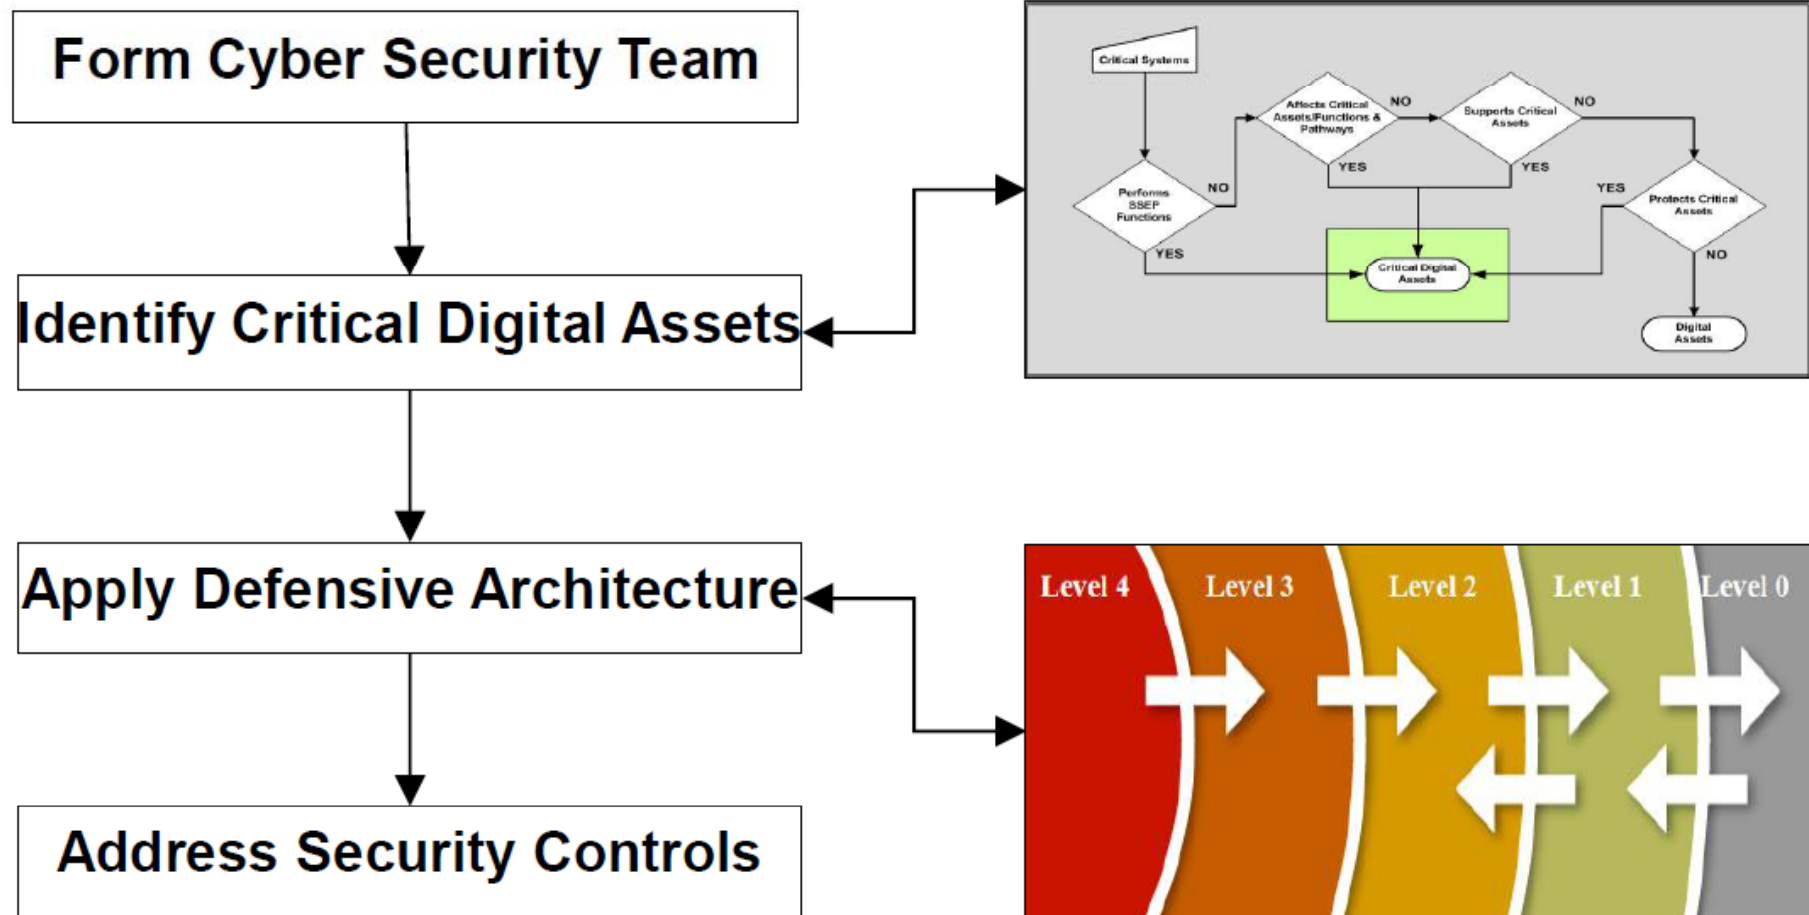 Form Cyber Security Team
Identify Critical Digital Assets
Apply Defensive Architecture
Address Security Controls
Critical Systems
Performs
SSEP
Functions
NO
YES
Affects Critical
Assets/Functions &
Pathways
NO
YES
Supports Critical
Assets
NO
YES
Protects Critical
Assets
YES
NO
Critical Digital
Assets
Digital
Assets
Level 4
Level 3
Level 2
Level 1
Level 0